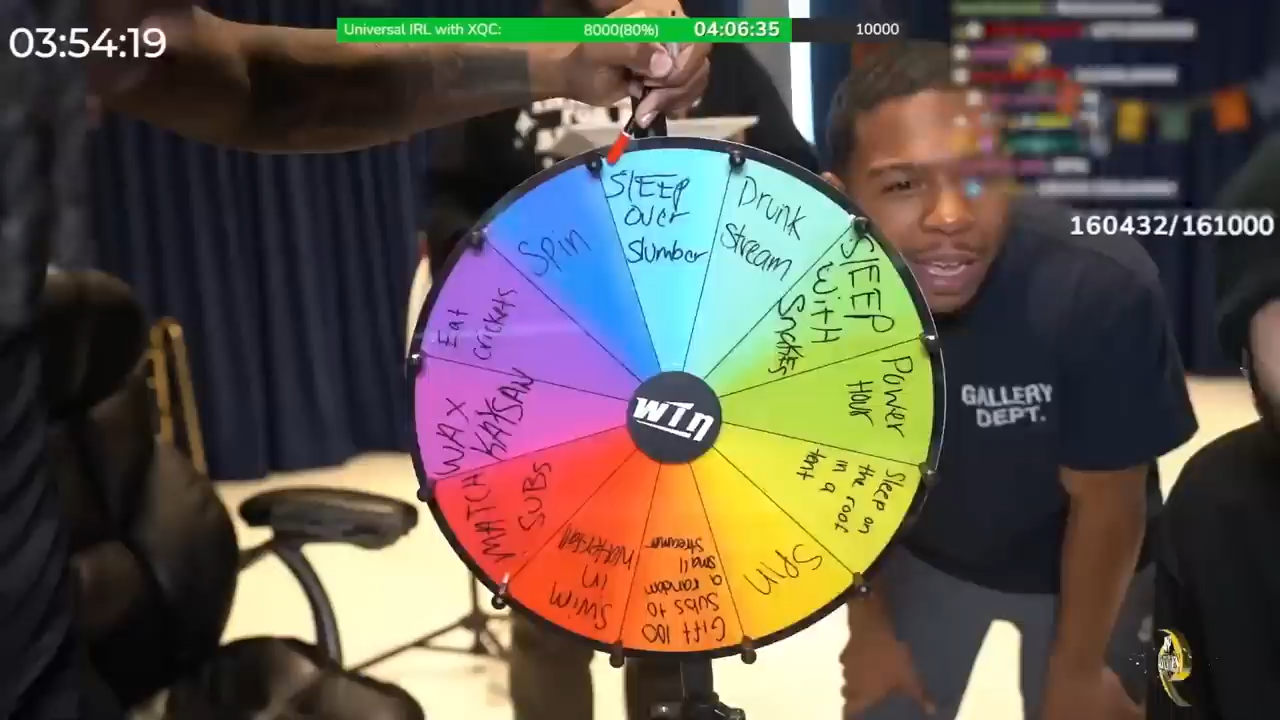 03:54:19
Universal IRL with XQC:
8000(80%)
04:06:35
10000
160432/161000
SLEEP
over
Slumber
Drunk
Stream
SLEEP
With
Snakes
Power
Hour
Sleep on
the roof
in a
tent
SPIN
Gift 100
subs to
a random
small
streamer
Swim
in
MATCH
SUBS
WAX
KAYSAN
Eat
crickets
Spin
WIN
GALLERY
DEPT.